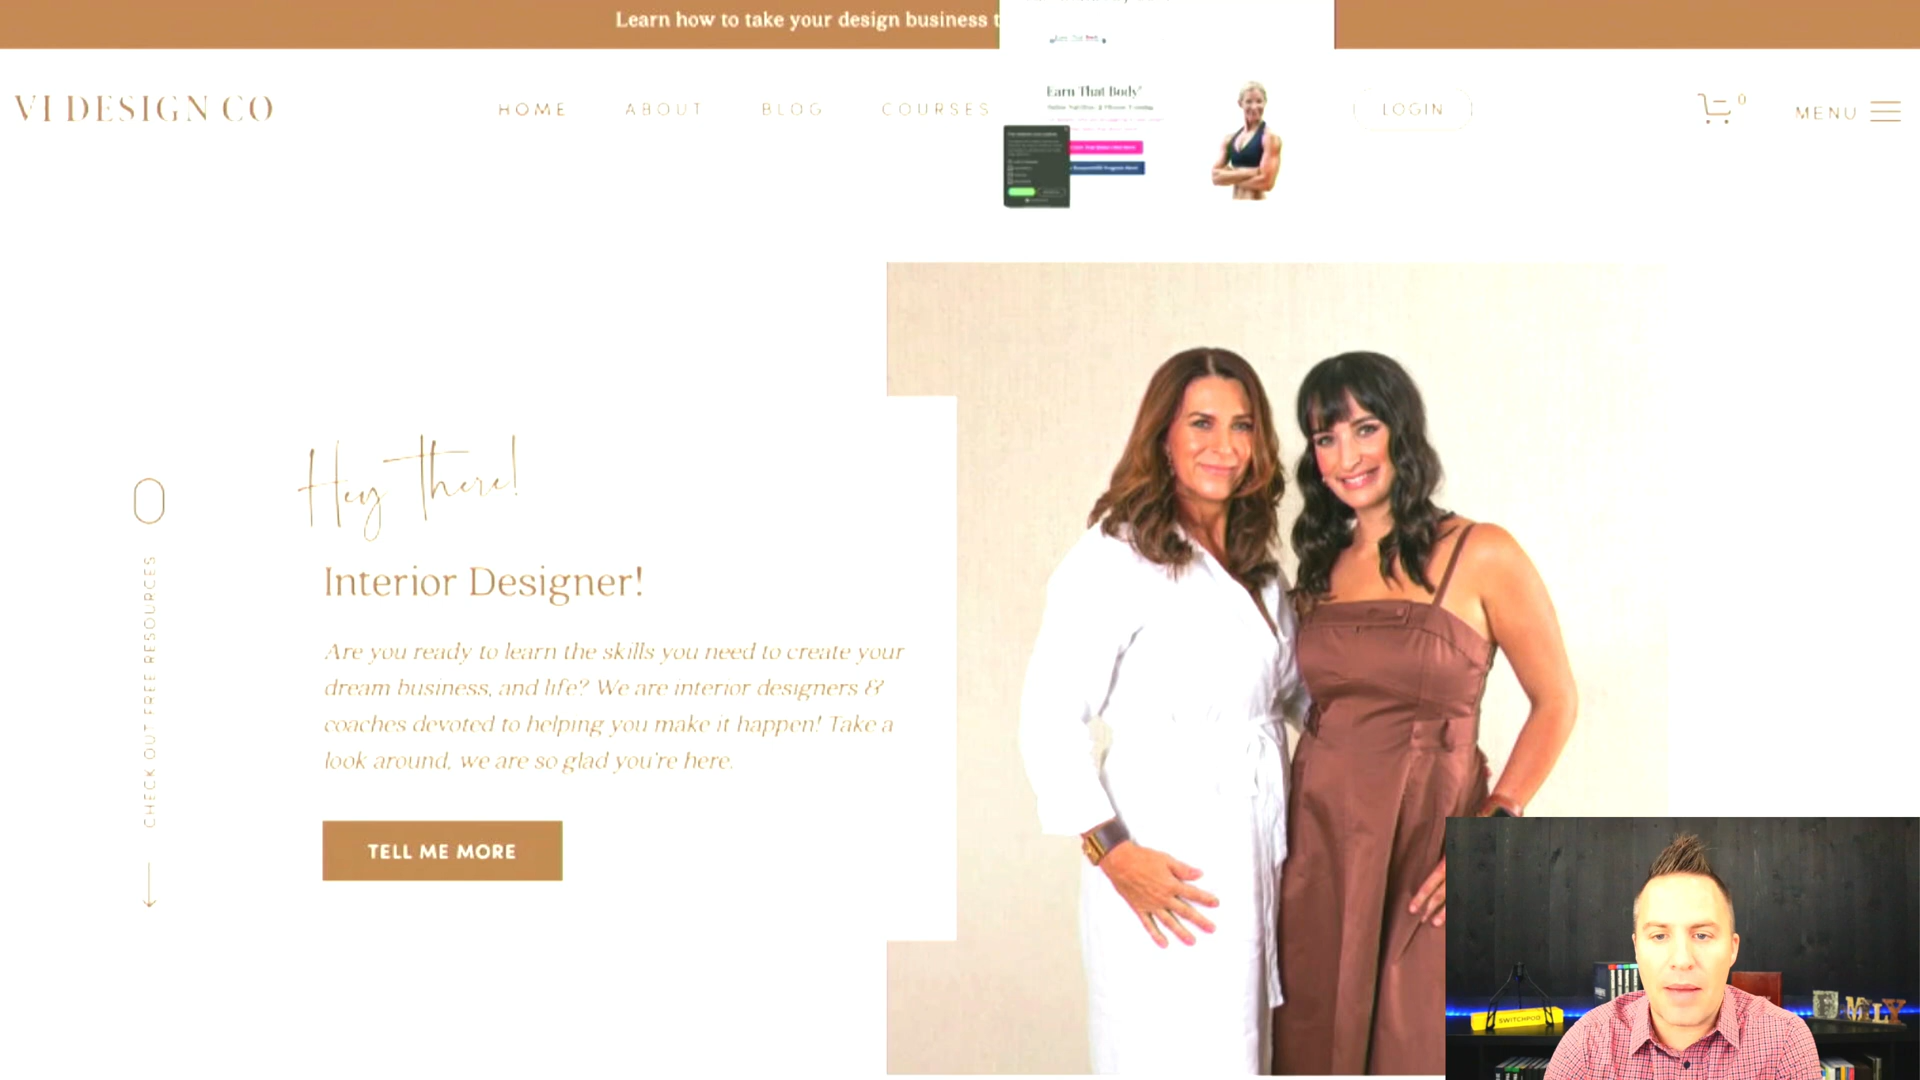 Learn how to take your design business t
VI DESIGN CO
HOME
ABOUT
BLOG
COURSES
Earn That Body
LOGIN
0
MENU
Hey there!
Interior Designer!
Are you ready to learn the skills you need to create your
dream business, and life? We are interior designers &
coaches devoted to helping you make it happen! Take a
look around, we are so glad you're here.
TELL ME MORE
CHECK OUT FREE RESOURCES
SWITCHPOD